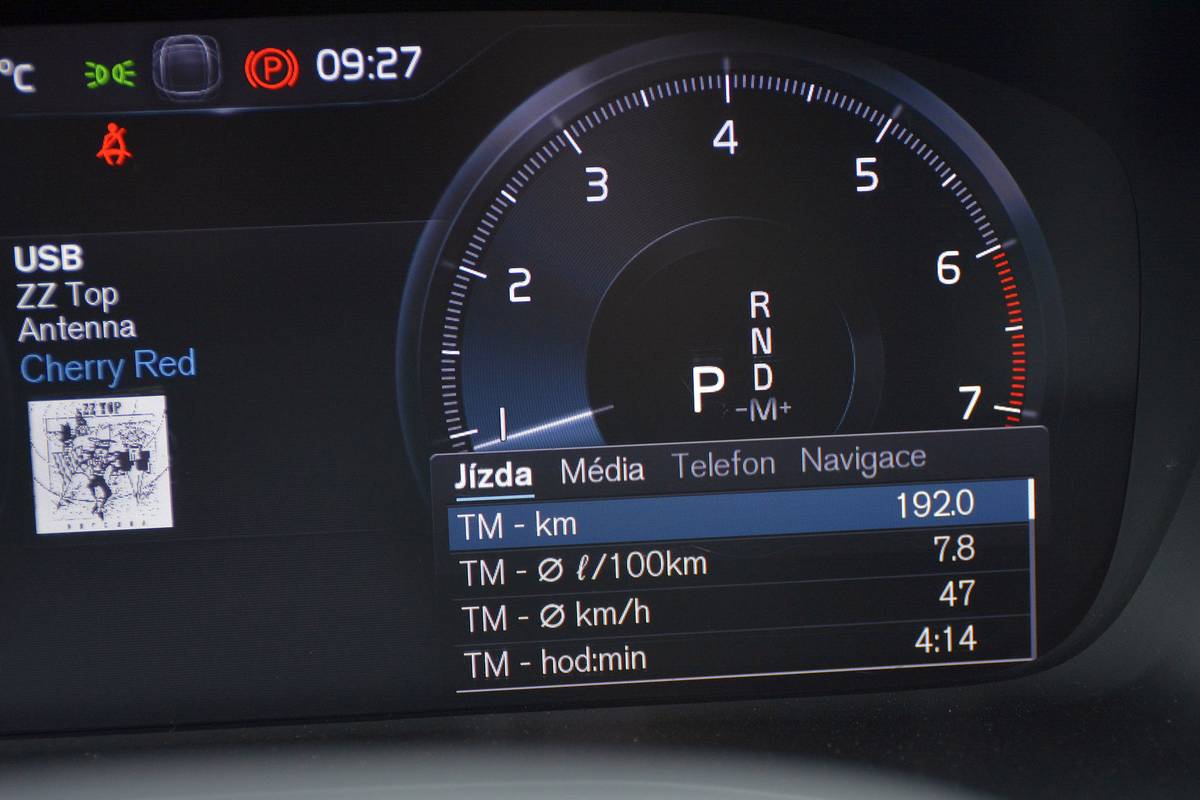 °C
P
09:27
USB
ZZ Top
Antenna
Cherry Red
ZZ TOP
1
2
3
4
5
6
7
R
N
D
P
-M+
Jízda Média Telefon Navigace
TM - km 192.0
TM - Ø ℓ/100km 7.8
TM - Ø km/h 47
TM - hod:min 4:14